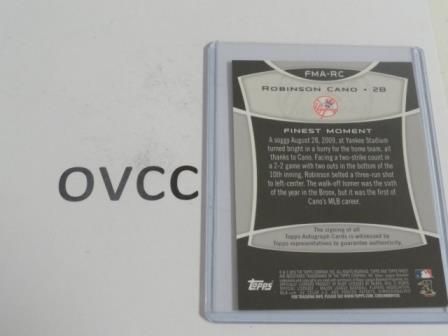 FMA-RC
ROBINSON CANO • 2B
FINEST MOMENT
A soggy August 28, 2009, at Yankee Stadium
turned bright in a hurry for the home team, all
thanks to Cano. Facing a two-strike count in
a 2-2 game with two outs in the bottom of the
10th inning, Robinson belted a three-run shot
to left-center. The walk-off homer was the sixth
of the year in the Bronx, but it was the first of
Cano's MLB career.
OVCC
The signing of all
Topps Autograph Cards is witnessed by
Topps representatives to guarantee authenticity.
Topps